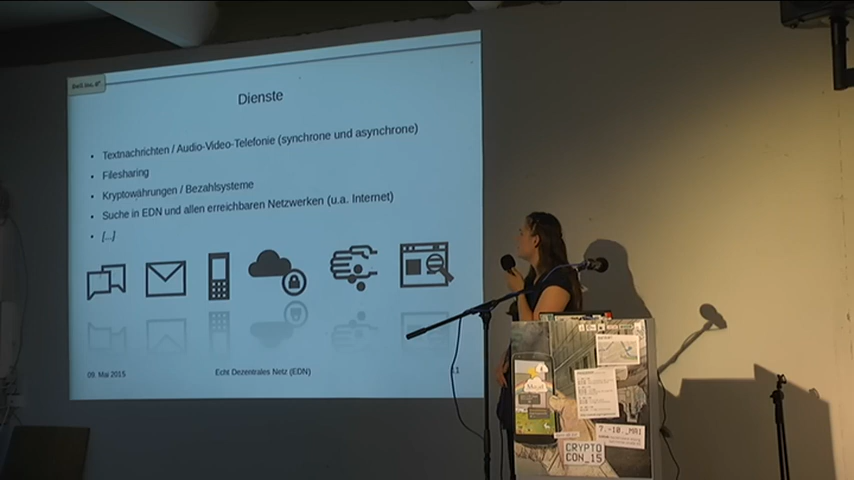 Dienste
• Textnachrichten / Audio-Video-Telefonie (synchrone und asynchrone)
• Filesharing
• Kryptowährungen / Bezahlsysteme
• Suche in EDN und allen erreichbaren Netzwerken (u.a. Internet)
• [...]
09. Mai 2015
Echt Dezentrales Netz (EDN)
7.-10._MAI
CRYPTO
CON_15